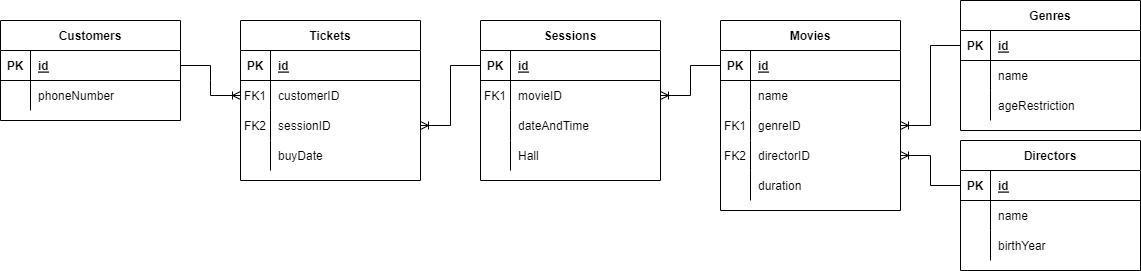 Customers
PK id
phoneNumber
Tickets
PK id
FK1 customerID
FK2 sessionID
buyDate
Sessions
PK id
FK1 movieID
dateAndTime
Hall
Movies
PK id
name
FK1 genreID
FK2 directorID
duration
Genres
PK id
name
ageRestriction
Directors
PK id
name
birthYear